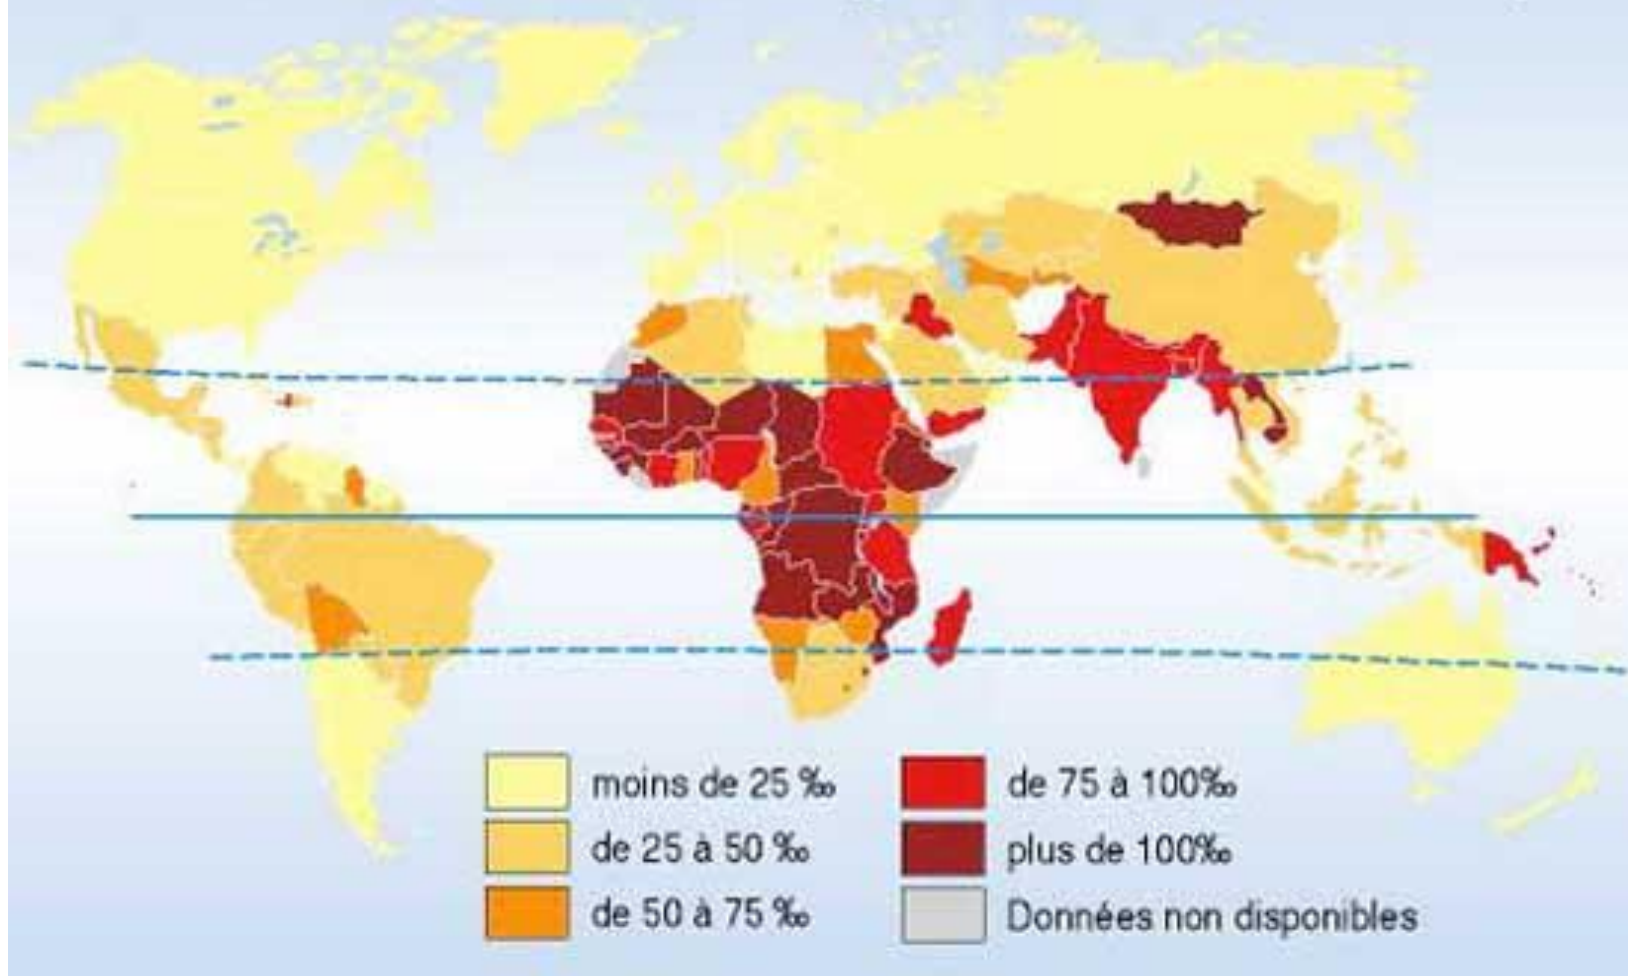 moins de 25 ‰
de 25 à 50 ‰
de 50 à 75 ‰
de 75 à 100‰
plus de 100‰
Données non disponibles